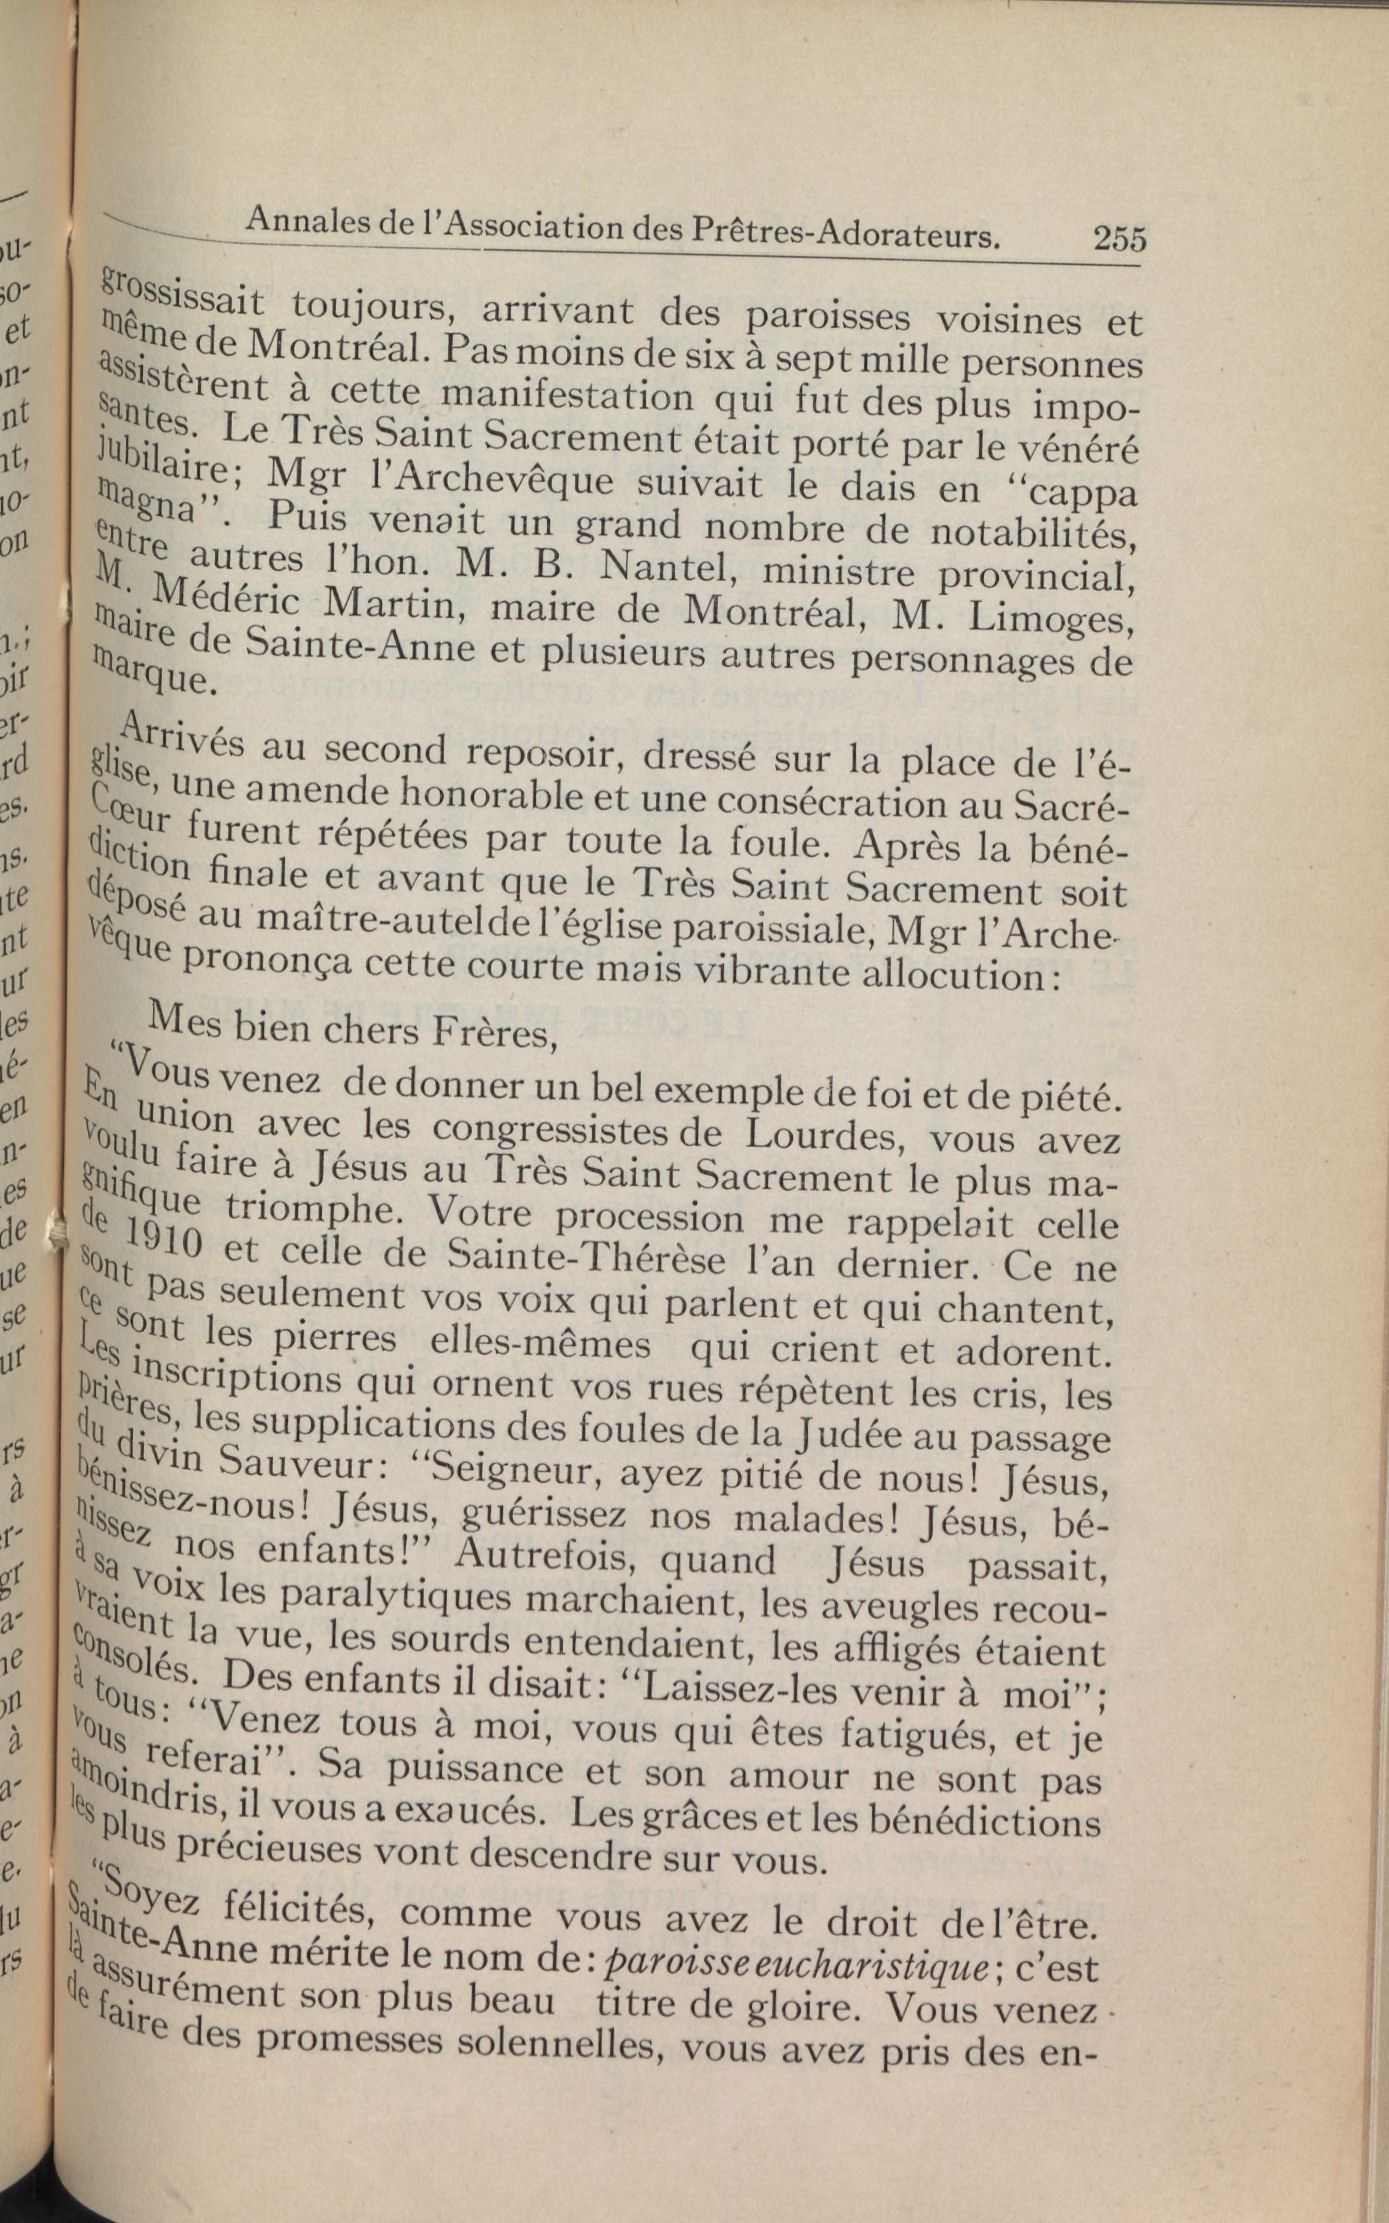 Annales de l'Association des Prêtres-Adorateurs. 255
grossissait toujours, arrivant des paroisses voisines et
même de Montréal. Pas moins de six à sept mille personnes
assistèrent à cette manifestation qui fut des plus impo-
santes. Le Très Saint Sacrement était porté par le vénéré
jubilaire; Mgr l'Archevêque suivait le dais en "cappa
magna". Puis venait un grand nombre de notabilités,
entre autres l'hon. M. B. Nantel, ministre provincial,
M. Médéric Martin, maire de Montréal, M. Limoges,
maire de Sainte-Anne et plusieurs autres personnages de
marque.
Arrivés au second reposoir, dressé sur la place de l'é-
glise, une amende honorable et une consécration au Sacré-
Cœur furent répétées par toute la foule. Après la béné-
diction finale et avant que le Très Saint Sacrement soit
déposé au maître-autel de l'église paroissiale, Mgr l'Arche-
vêque prononça cette courte mais vibrante allocution:
Mes bien chers Frères,
"Vous venez de donner un bel exemple de foi et de piété.
En union avec les congressistes de Lourdes, vous avez
voulu faire à Jésus au Très Saint Sacrement le plus ma-
gnifique triomphe. Votre procession me rappelait celle
de 1910 et celle de Sainte-Thérèse l'an dernier. Ce ne
sont pas seulement vos voix qui parlent et qui chantent,
ce sont les pierres elles-mêmes qui crient et adorent.
Les inscriptions qui ornent vos rues répètent les cris, les
prières, les supplications des foules de la Judée au passage
du divin Sauveur: "Seigneur, ayez pitié de nous! Jésus,
bénissez-nous! Jésus, guérissez nos malades! Jésus, bé-
nissez nos enfants!" Autrefois, quand Jésus passait,
à sa voix les paralytiques marchaient, les aveugles recou-
vraient la vue, les sourds entendaient, les affligés étaient
consolés. Des enfants il disait: "Laissez-les venir à moi";
à tous: "Venez tous à moi, vous qui êtes fatigués, et je
vous referai". Sa puissance et son amour ne sont pas
amoindris, il vous a exaucés. Les grâces et les bénédictions
les plus précieuses vont descendre sur vous.
"Soyez félicités, comme vous avez le droit de l'être.
Sainte-Anne mérite le nom de: paroisse eucharistique; c'est
là assurément son plus beau titre de gloire. Vous venez
de faire des promesses solennelles, vous avez pris des en-